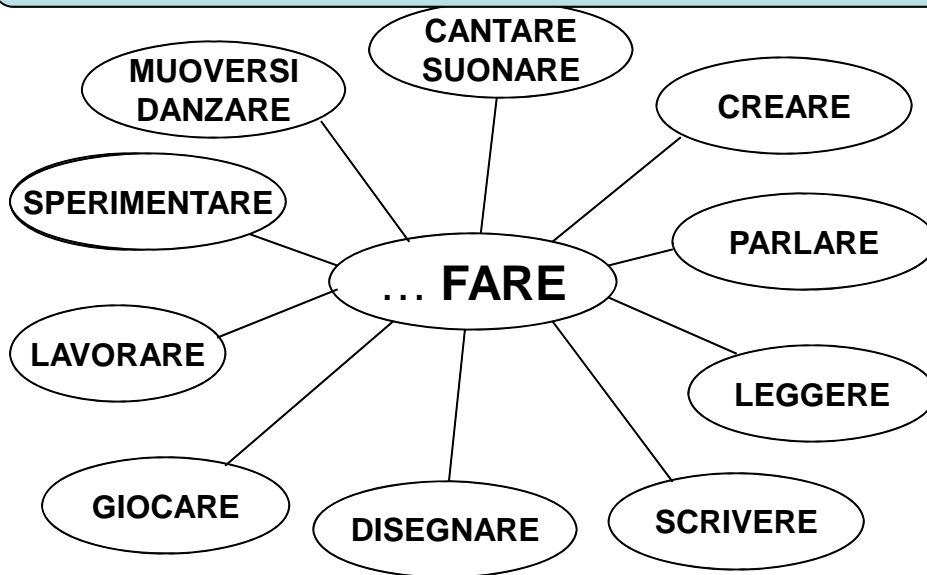 CANTARE
SUONARE
MUOVERSI
DANZARE
CREARE
SPERIMENTARE
PARLARE
... FARE
LAVORARE
LEGGERE
GIOCARE
DISEGNARE
SCRIVERE